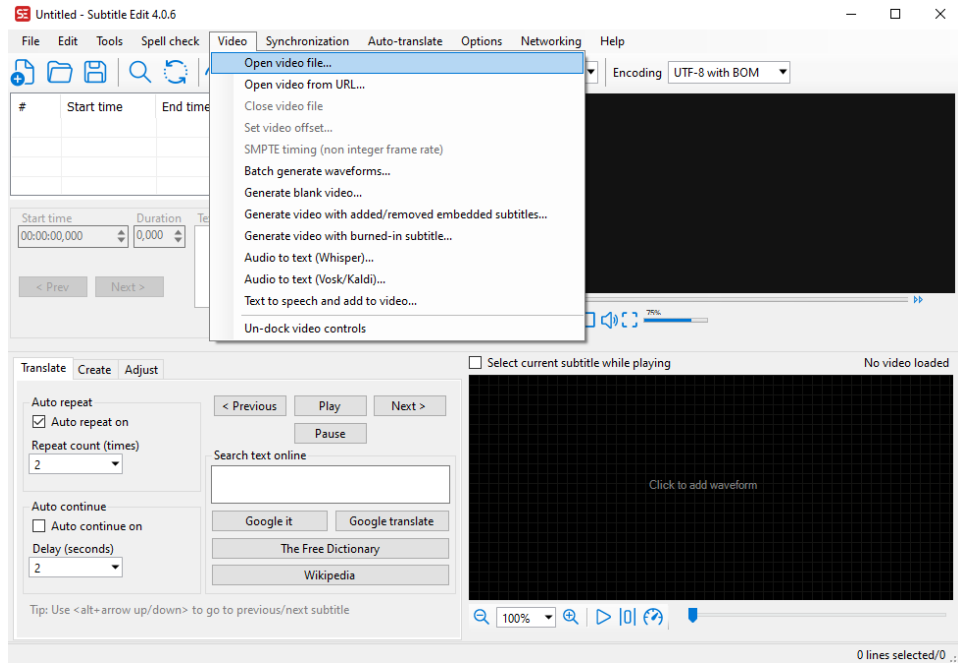 SE Untitled - Subtitle Edit 4.0.6
File Edit Tools Spell check Video Synchronization Auto-translate Options Networking Help
Open video file...
Encoding UTF-8 with BOM
Open video from URL...
# Start time End time
Close video file
Set video offset...
SMPTE timing (non integer frame rate)
Batch generate waveforms...
Generate blank video...
Generate video with added/removed embedded subtitles...
Generate video with burned-in subtitle...
Audio to text (Whisper)...
Audio to text (Vosk/Kaldi)...
Text to speech and add to video...
Un-dock video controls
Start time Duration Te
00:00:00,000 0,000
< Prev Next >
75%
Translate Create Adjust
Select current subtitle while playing No video loaded
Auto repeat
Auto repeat on
Repeat count (times)
2
Auto continue
Auto continue on
Delay (seconds)
2
< Previous Play Next >
Pause
Search text online
Google it Google translate
The Free Dictionary
Wikipedia
Tip: Use <alt+arrow up/down> to go to previous/next subtitle
Click to add waveform
100%
0 lines selected/0